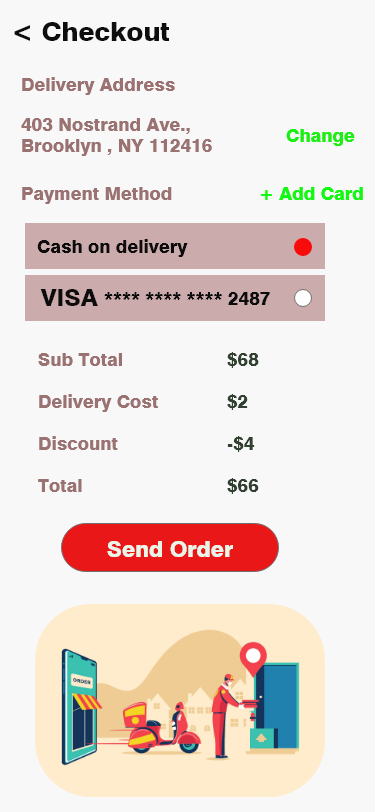 < Checkout
Delivery Address
403 Nostrand Ave.,
Brooklyn , NY 112416
Change
Payment Method
+ Add Card
Cash on delivery
VISA **** **** **** 2487
Sub Total $68
Delivery Cost $2
Discount -$4
Total $66
Send Order
ORDER